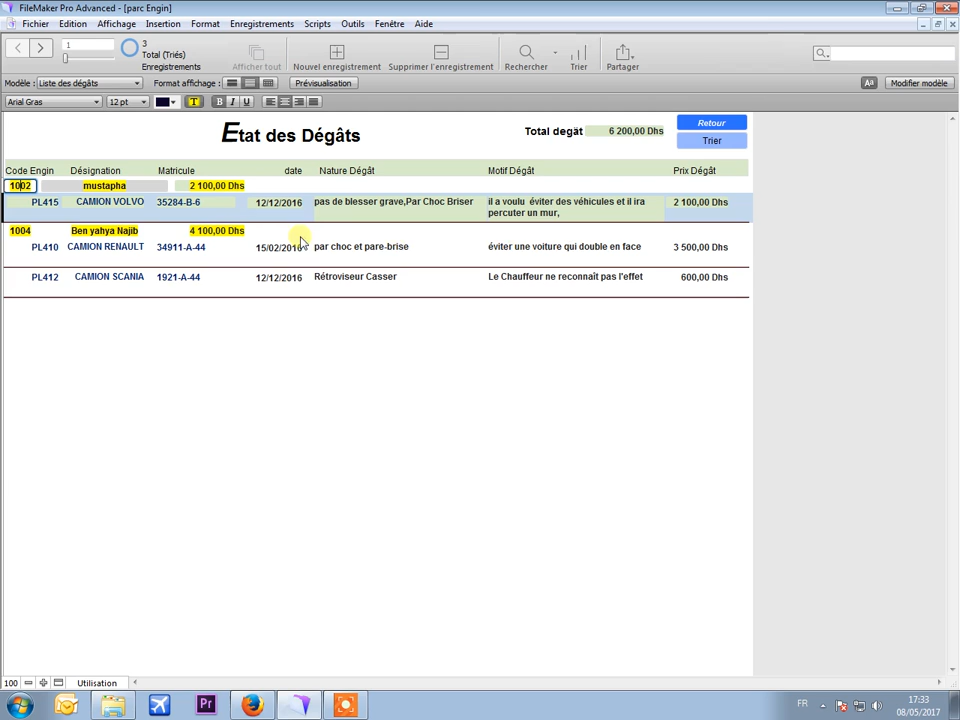 FileMaker Pro Advanced - [parc Engin]
Fichier Edition Affichage Insertion Format Enregistrements Scripts Outils Fenêtre Aide
1
3
Total (Triés)
Enregistrements
Afficher tout
Nouvel enregistrement
Supprimer l'enregistrement
Rechercher
Trier
Partager
Modèle : Liste des dégâts
Format affichage :
Prévisualisation
Aa
Modifier modèle
Arial Gras 12 pt T B I U
Etat des Dégâts
Total degät 6 200,00 Dhs
Retour
Trier
Code Engin Désignation Matricule date Nature Dégât Motif Dégât Prix Dégât
1002 mustapha 2 100,00 Dhs
PL415 CAMION VOLVO 35284-B-6 12/12/2016 pas de blesser grave,Par Choc Briser il a voulu éviter des véhicules et il ira 2 100,00 Dhs
percuter un mur,
1004 Ben yahya Najib 4 100,00 Dhs
PL410 CAMION RENAULT 34911-A-44 15/02/2016 par choc et pare-brise éviter une voiture qui double en face 3 500,00 Dhs
PL412 CAMION SCANIA 1921-A-44 12/12/2016 Rétroviseur Casser Le Chauffeur ne reconnaît pas l'effet 600,00 Dhs
100 Utilisation
Pr
FR
17:33
08/05/2017